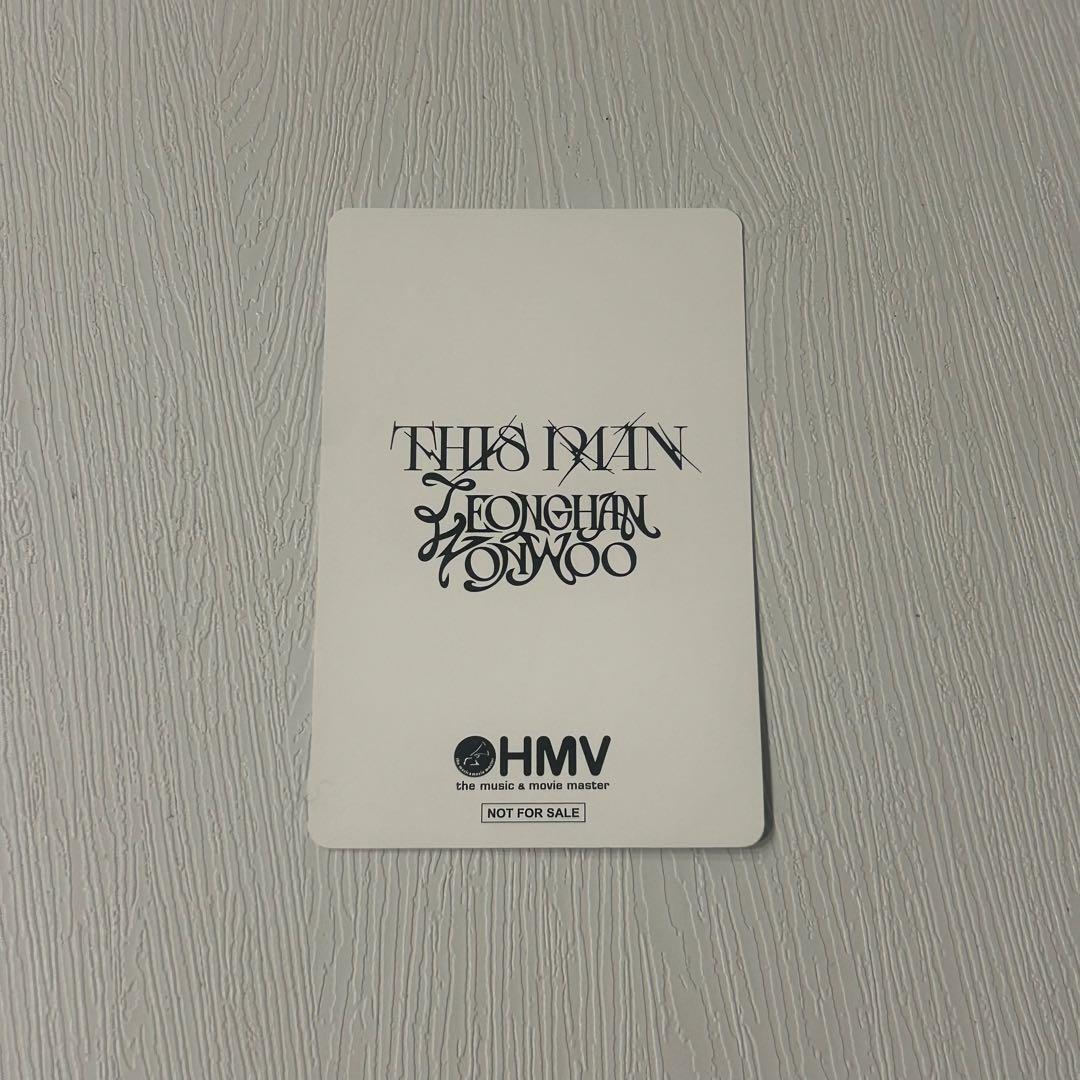 THIS MAN
JEONGHAN
WONWOO
HMV
the music & movie master
NOT FOR SALE